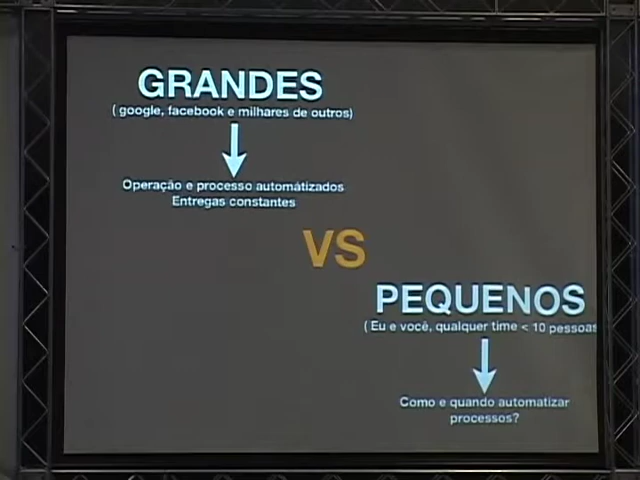 GRANDES
( google, facebook e milhares de outros)
Operação e processo automátizados
Entregas constantes
VS
PEQUENOS
( Eu e você, qualquer time < 10 pessoas
Como e quando automatizar
processos?